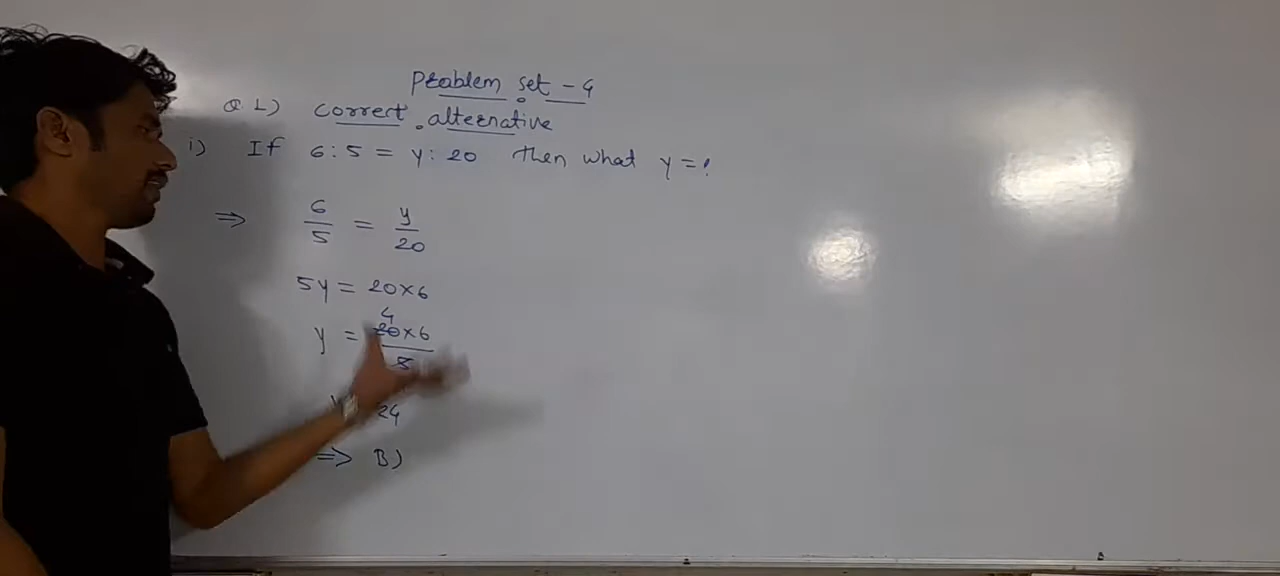 Problem set - 4
Q 1) Correct alternative
i) If 6 : 5 = y : 20 then what y = ?
⇒ 6/5 = y/20
5y = 20×6
4
y = 20×6/5
24
⇒ B)